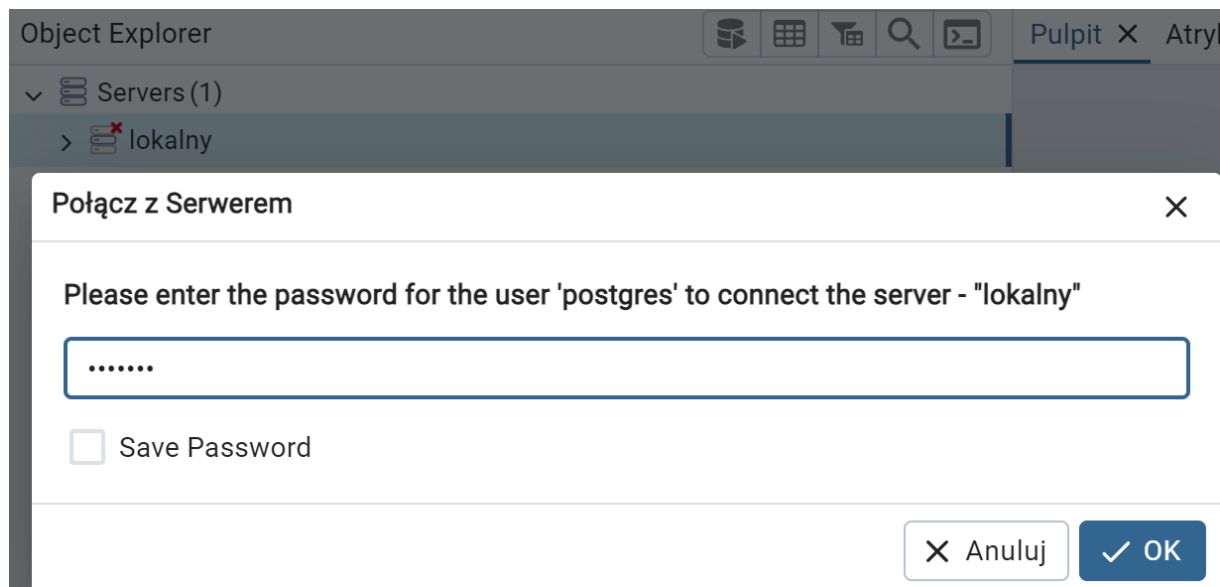 Object Explorer
Pulpit
Servers (1)
lokalny
Połącz z Serwerem
Please enter the password for the user 'postgres' to connect the server - "lokalny"
•••••••
Save Password
Anuluj
OK